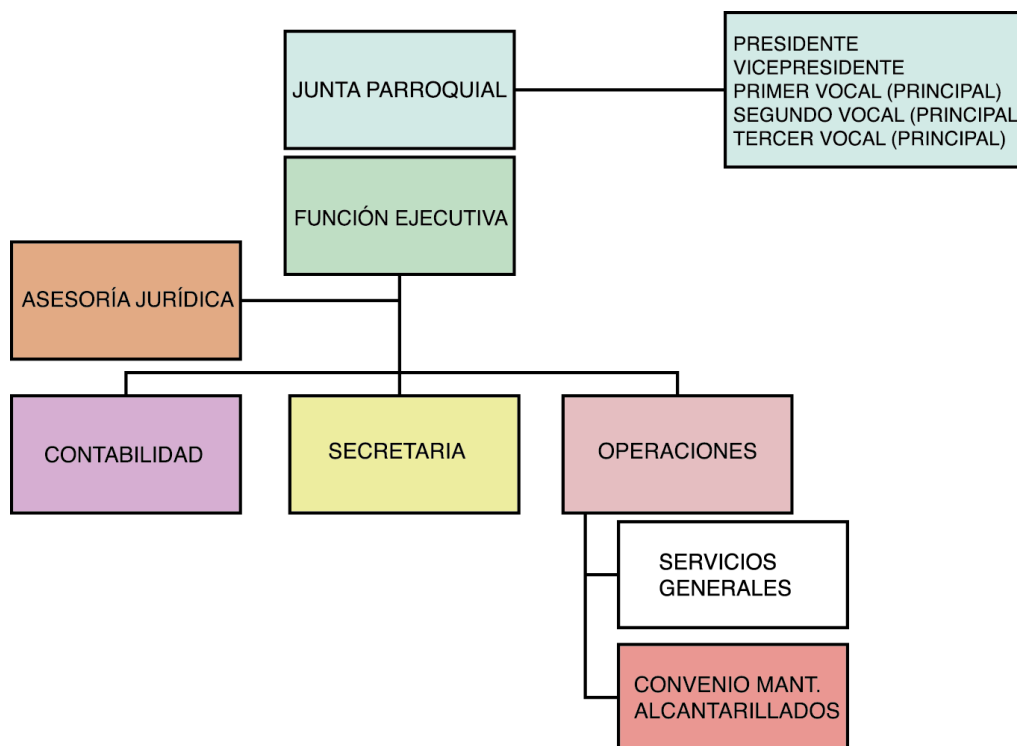 JUNTA PARROQUIAL
PRESIDENTE
VICEPRESIDENTE
PRIMER VOCAL (PRINCIPAL)
SEGUNDO VOCAL (PRINCIPAL
TERCER VOCAL (PRINCIPAL)
FUNCIÓN EJECUTIVA
ASESORÍA JURÍDICA
CONTABILIDAD
SECRETARIA
OPERACIONES
SERVICIOS
GENERALES
CONVENIO MANT.
ALCANTARILLADOS